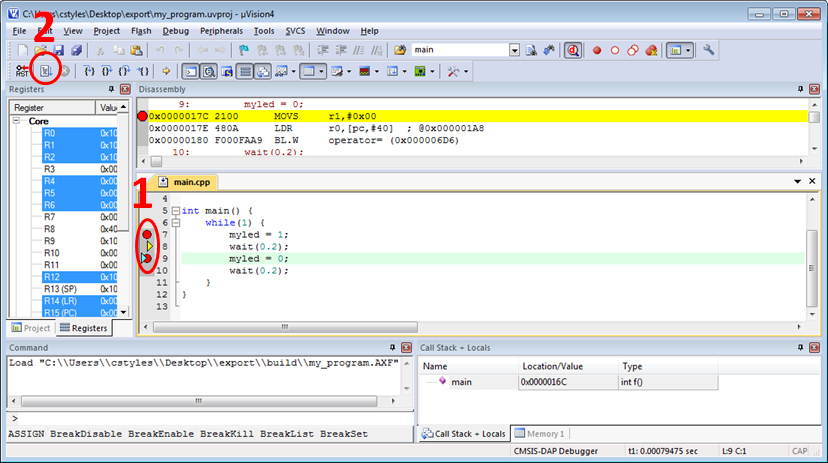 C:\Users\cstyles\Desktop\export\my_program.uvproj - µVision4
2
File Edit View Project Flash Debug Peripherals Tools SVCS Window Help
main
RST
Registers
Register Value
Core
R0 0x10
R1 0x10
R2 0x10
R3 0x00
R4 0x00
R5 0x00
R6 0x00
R7 0x00
R8 0x40
R9 0x10
R10 0x00
R11 0x00
R12 0x10
R13 (SP) 0x10
R14 (LR) 0x00
R15 (PC) 0x00
Project Registers
Disassembly
9: myled = 0;
0x0000017C 2100 MOVS r1,#0x00
0x0000017E 480A LDR r0,[pc,#40] ; @0x000001A8
0x00000180 F000FAA9 BL.W operator= (0x000006D6)
10: wait(0.2);
1
main.cpp
4
5 int main() {
6 while(1) {
7 myled = 1;
8 wait(0.2);
9 myled = 0;
10 wait(0.2);
11 }
12 }
13
Command
Load "C:\\Users\\cstyles\\Desktop\\export\\build\\my_program.AXF"
>
ASSIGN BreakDisable BreakEnable BreakKill BreakList BreakSet
Call Stack + Locals
Name Location/Value Type
main 0x0000016C int f()
Call Stack + Locals Memory 1
CMSIS-DAP Debugger t1: 0.00079475 sec L:9 C:1 CAP